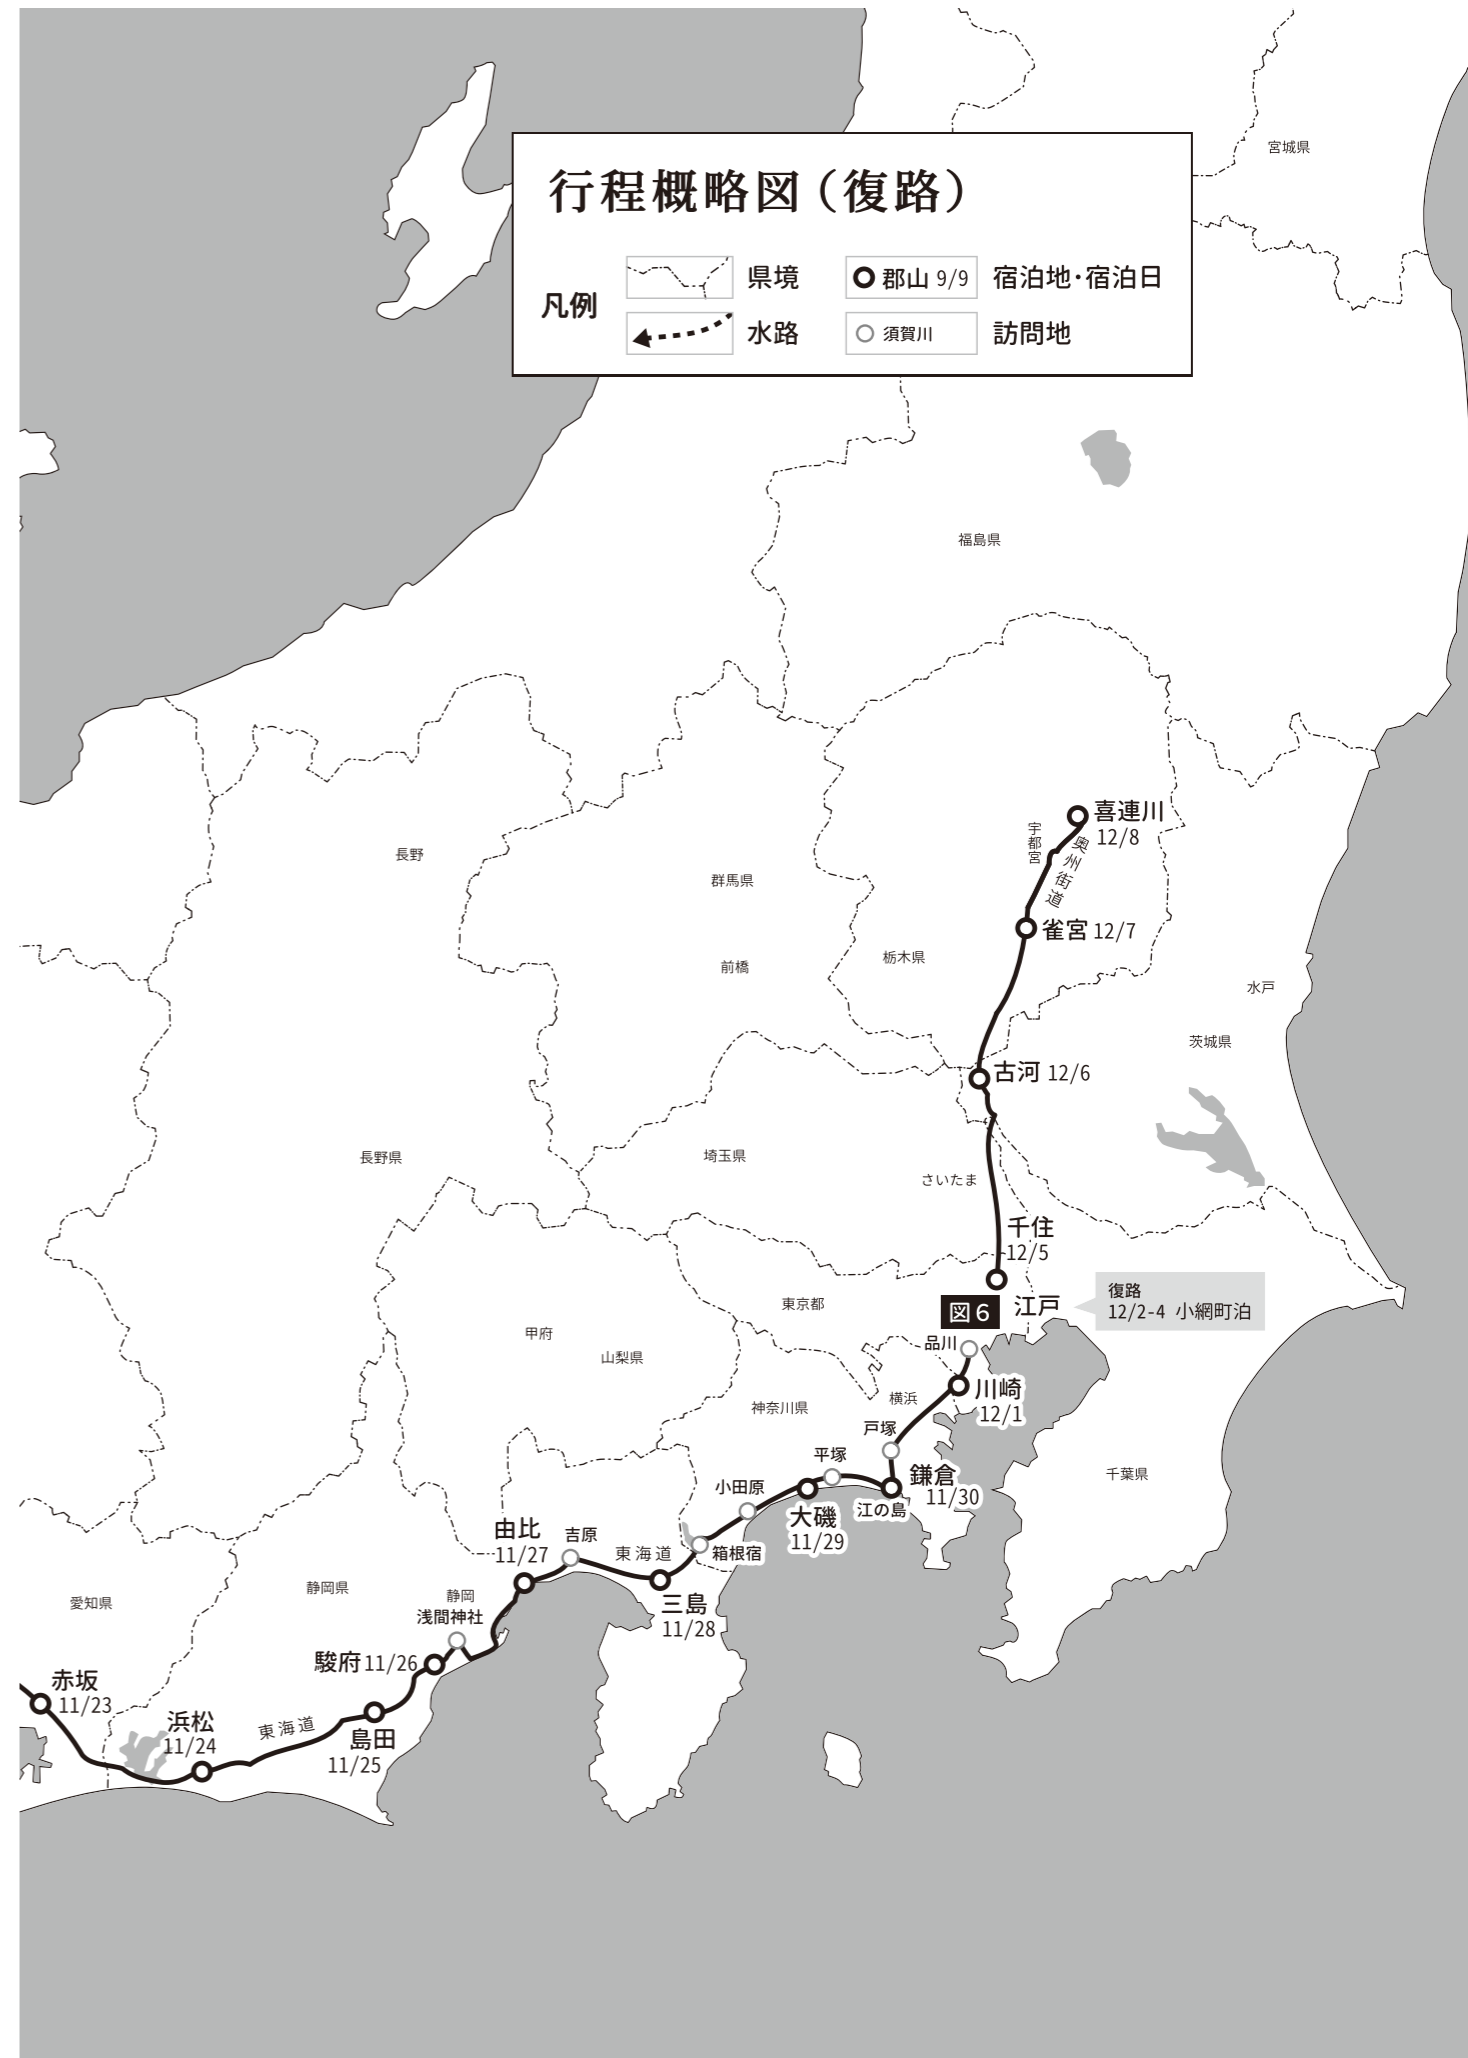 行程概略図（復路）
凡例
県境
郡山 9/9
宿泊地・宿泊日
水路
須賀川
訪問地
宮城県
福島県
喜連川
12/8
宇都宮
奥州街道
長野
群馬県
雀宮 12/7
前橋
栃木県
水戸
茨城県
古河 12/6
長野県
埼玉県
さいたま
千住
12/5
東京都
図6
江戸
復路
12/2-4 小網町泊
甲府
山梨県
品川
川崎
12/1
神奈川県
横浜
戸塚
平塚
鎌倉
11/30
江の島
小田原
大磯
11/29
千葉県
由比
11/27
吉原
東海道
箱根宿
三島
11/28
静岡県
静岡
浅間神社
愛知県
駿府 11/26
赤坂
11/23
浜松
11/24
東海道
島田
11/25